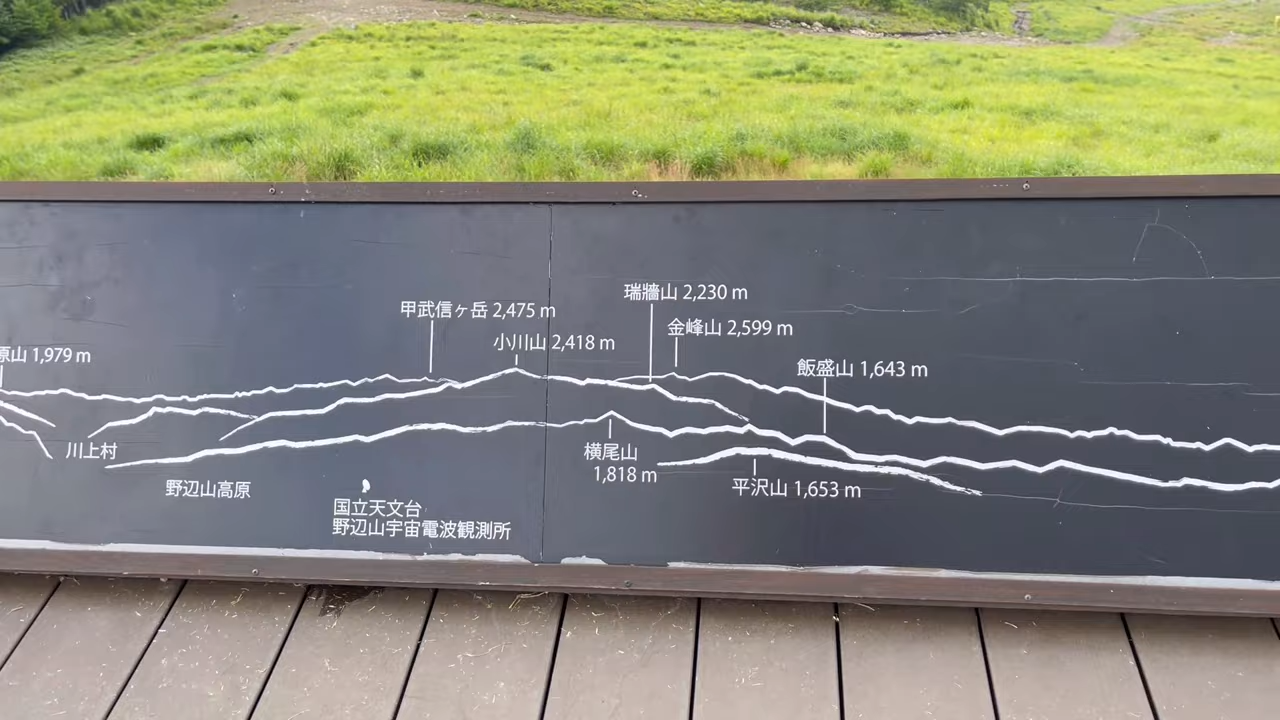 原山 1,979 m
川上村
野辺山高原
甲武信ヶ岳 2,475 m
小川山 2,418 m
国立天文台
野辺山宇宙電波観測所
瑞牆山 2,230 m
金峰山 2,599 m
飯盛山 1,643 m
横尾山
1,818 m
平沢山 1,653 m